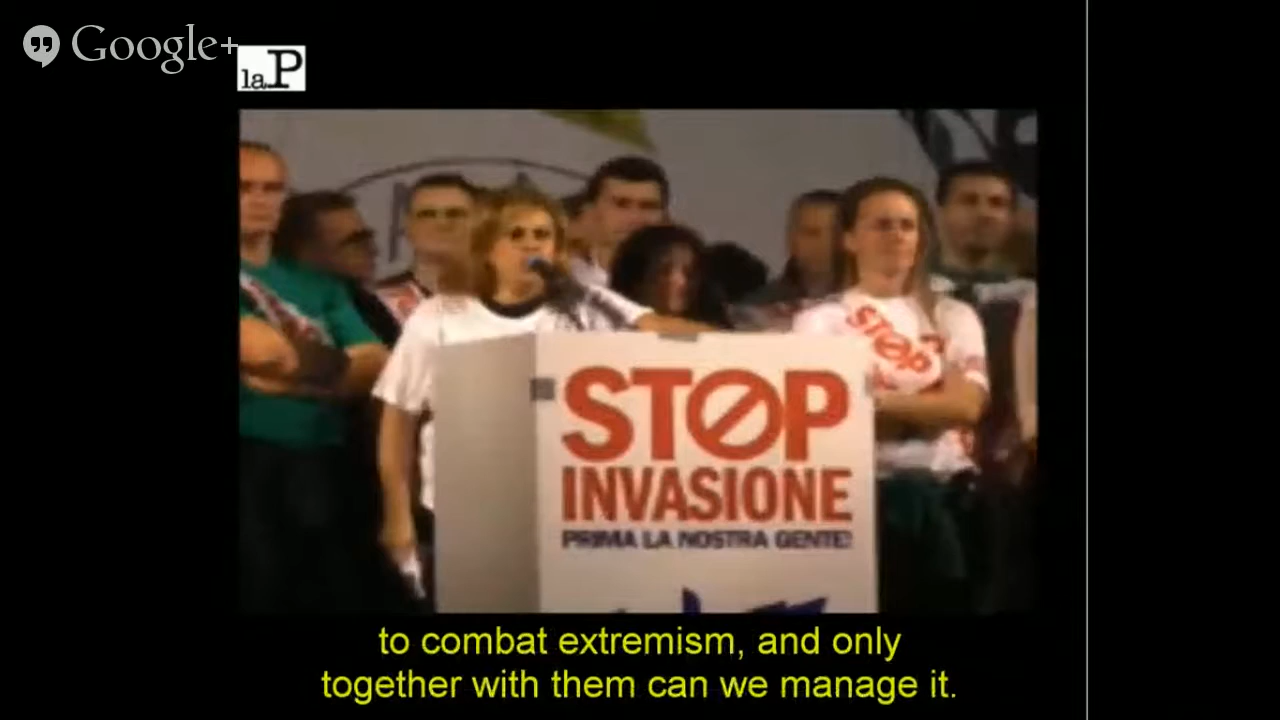 Google+
laP
STOP
STOP
INVASIONE
PRIMA LA NOSTRA GENTE!
to combat extremism, and only
together with them can we manage it.